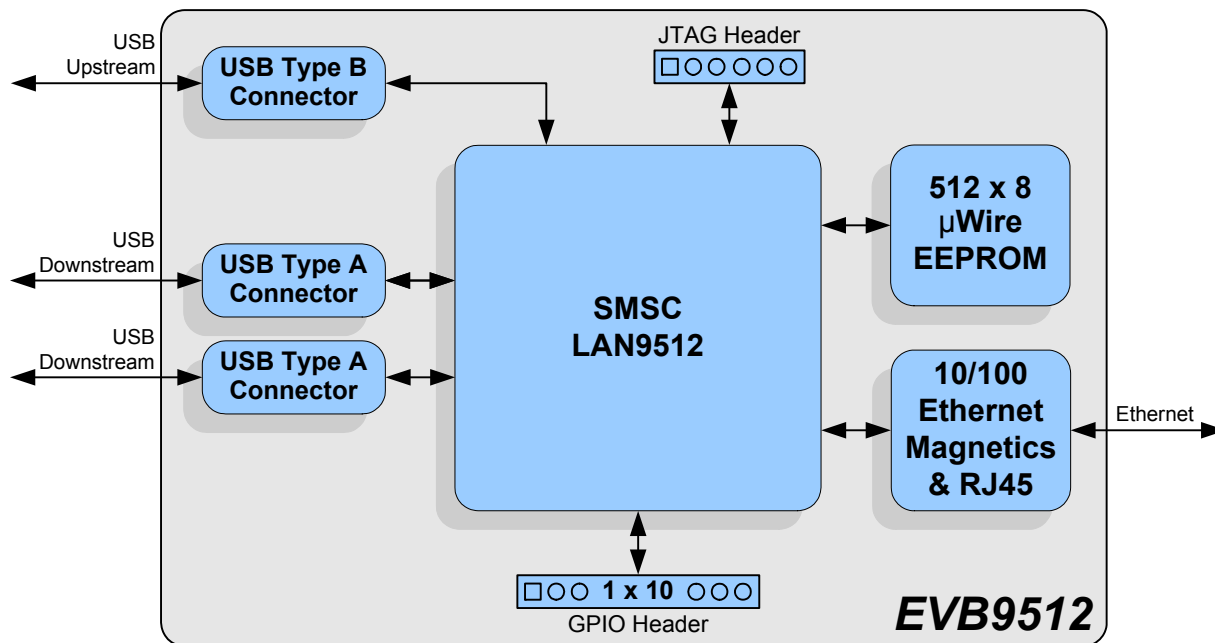 USB
Upstream
USB Type B
Connector
JTAG Header
512 x 8
µWire
EEPROM
USB
Downstream
USB Type A
Connector
SMSC
LAN9512
USB
Downstream
USB Type A
Connector
10/100
Ethernet
Magnetics
& RJ45
Ethernet
1 x 10
GPIO Header
EVB9512